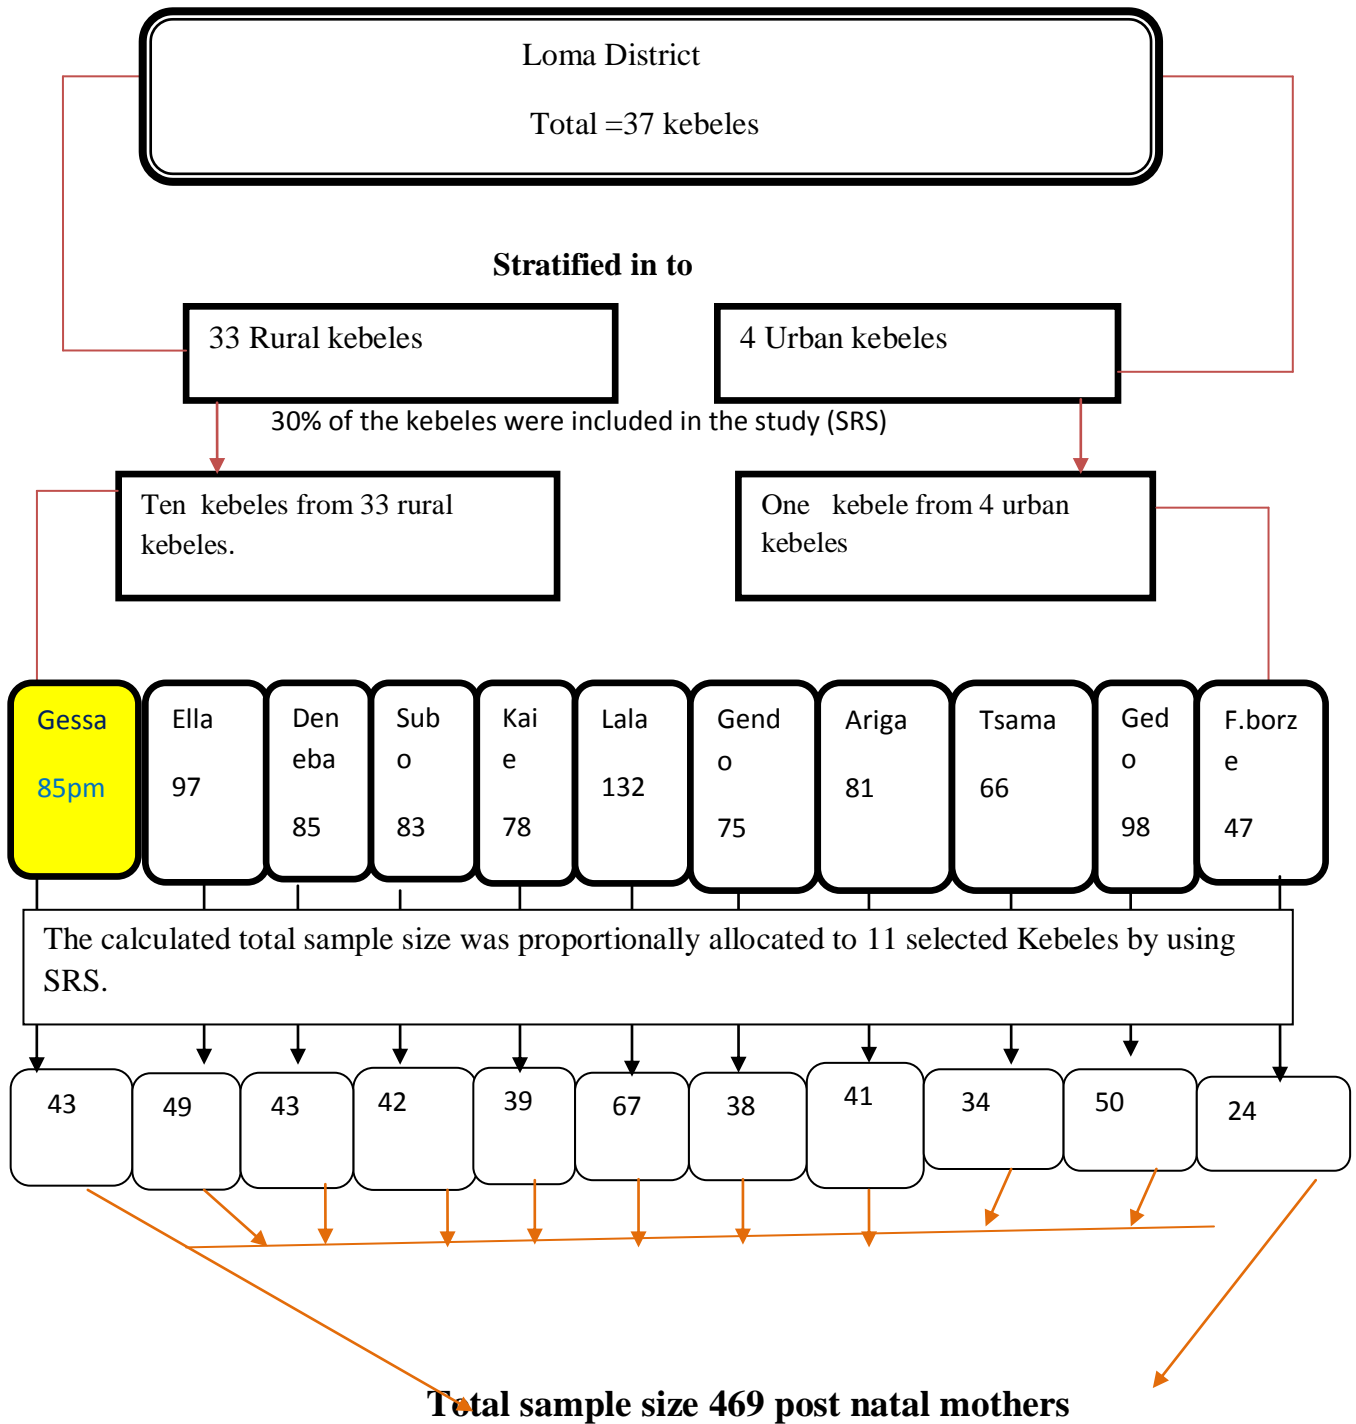 Loma District
Total =37 kebeles
Stratified in to
33 Rural kebeles
4 Urban kebeles
30% of the kebeles were included in the study (SRS)
Ten kebeles from 33 rural
kebeles.
One kebele from 4 urban
kebeles
Gessa
85pm
Ella
97
Den
eba
85
Sub
o
83
Kai
e
78
Lala
132
Gend
o
75
Ariga
81
Tsama
66
Ged
o
98
F.borz
e
47
The calculated total sample size was proportionally allocated to 11 selected Kebeles by using
SRS.
43
49
43
42
39
67
38
41
34
50
24
Total sample size 469 post natal mothers